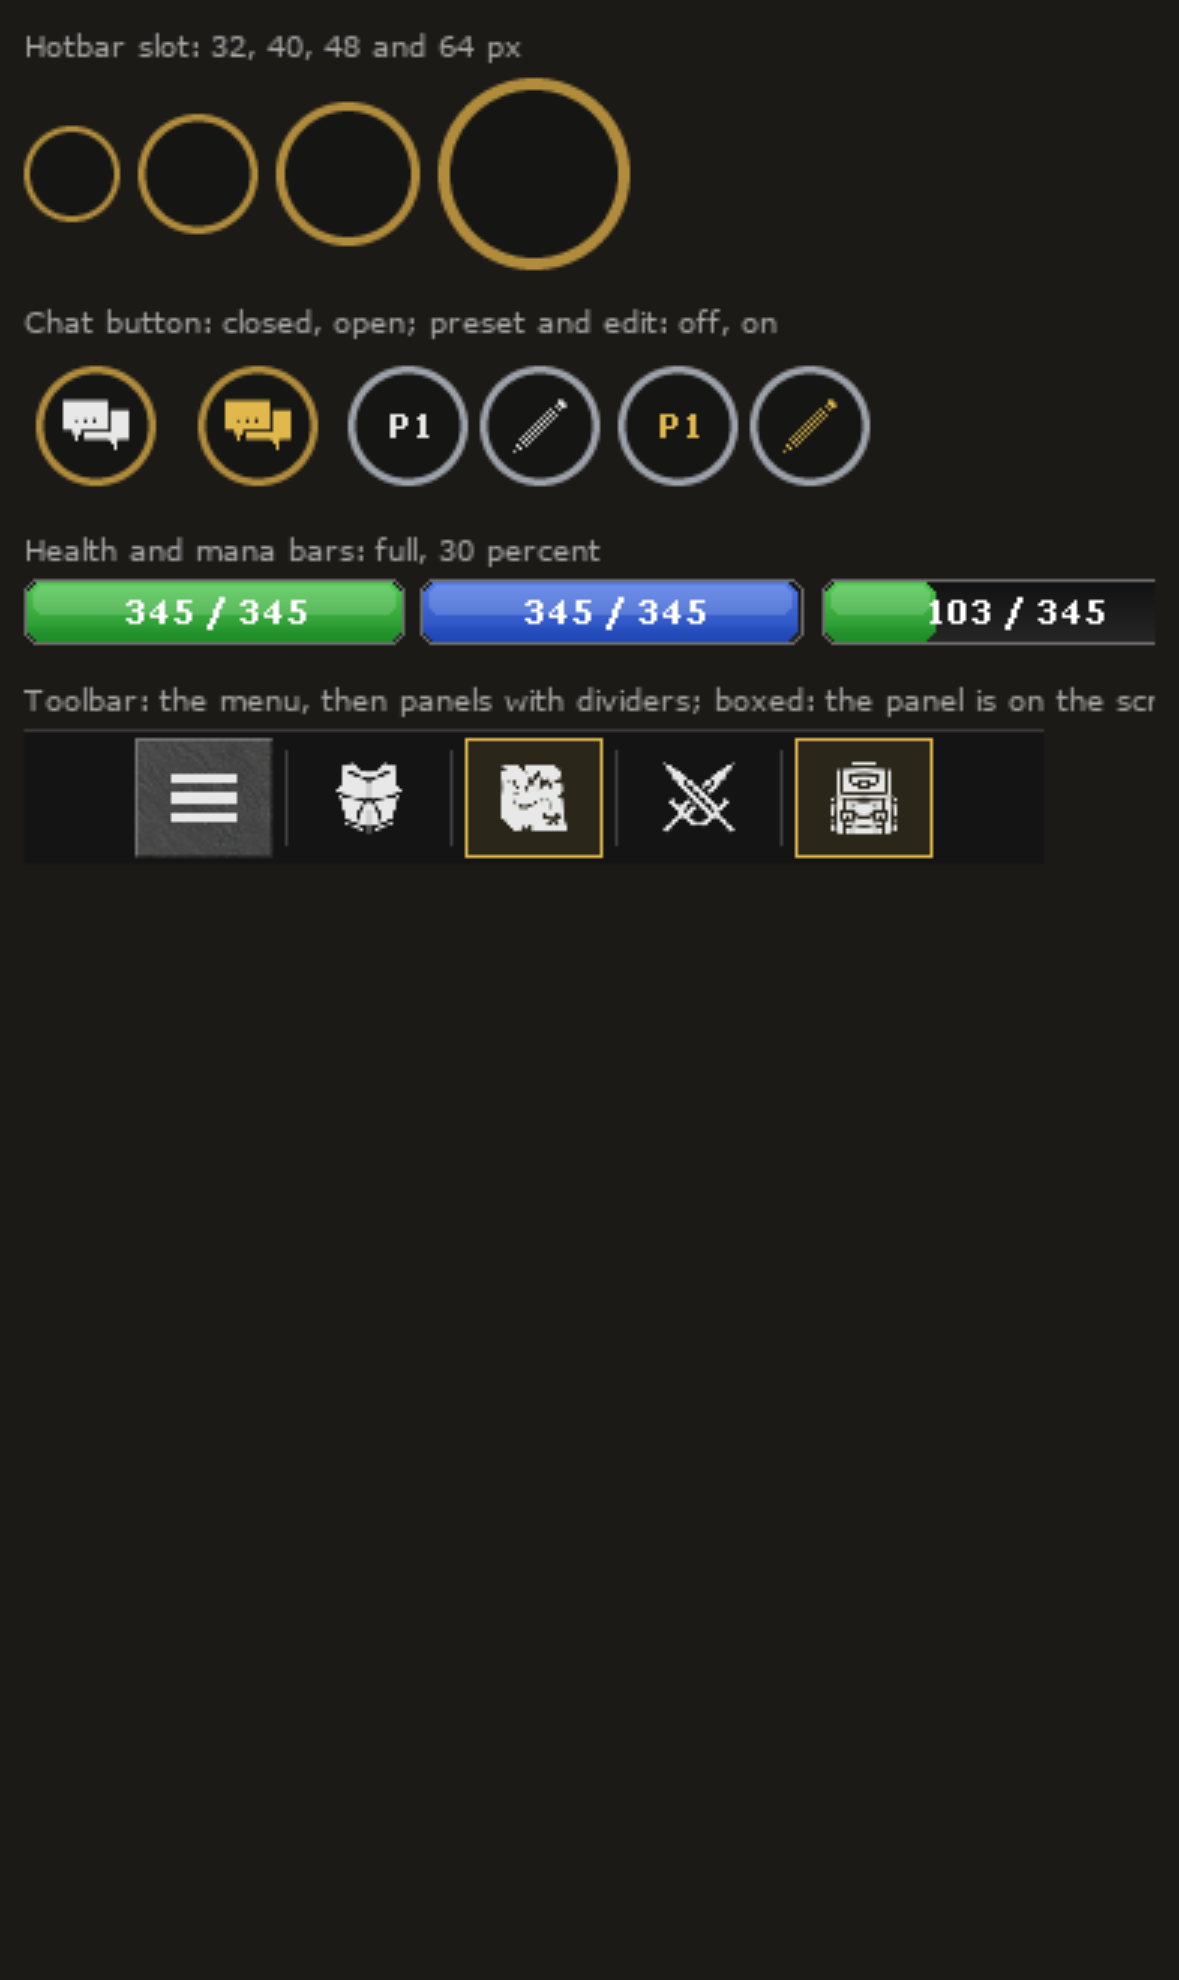 Hotbar slot: 32, 40, 48 and 64 px
Chat button: closed, open; preset and edit: off, on
P1 P1
Health and mana bars: full, 30 percent
345 / 345 345 / 345 103 / 345
Toolbar: the menu, then panels with dividers; boxed: the panel is on the scr